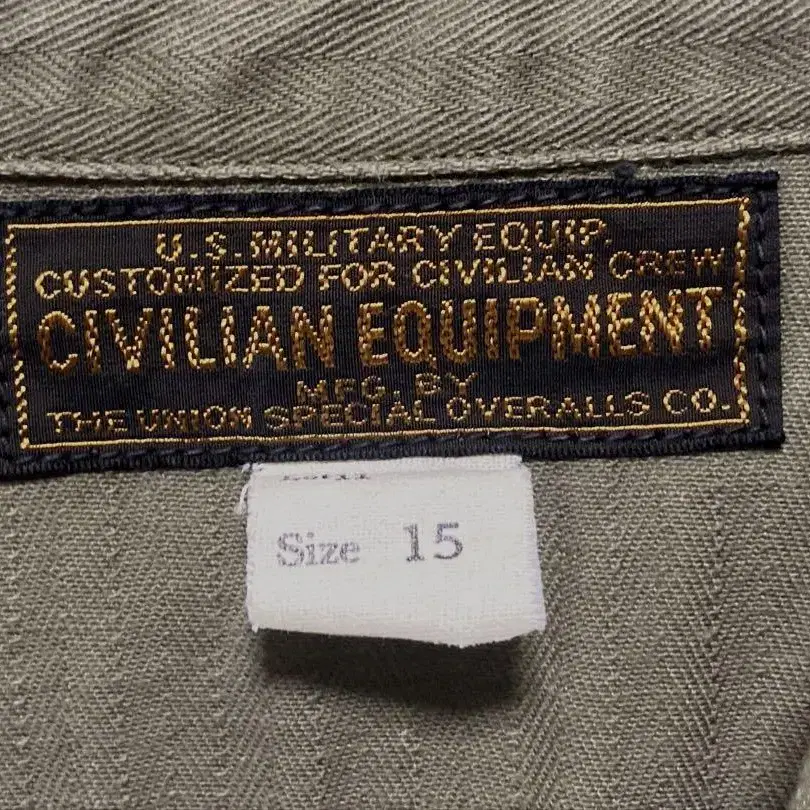 U.S. MILITARY EQUIP.
CUSTOMIZED FOR CIVILIAN CREW
CIVILIAN EQUIPMENT
MFG. BY
THE UNION SPECIAL OVERALLS CO.
Size 15